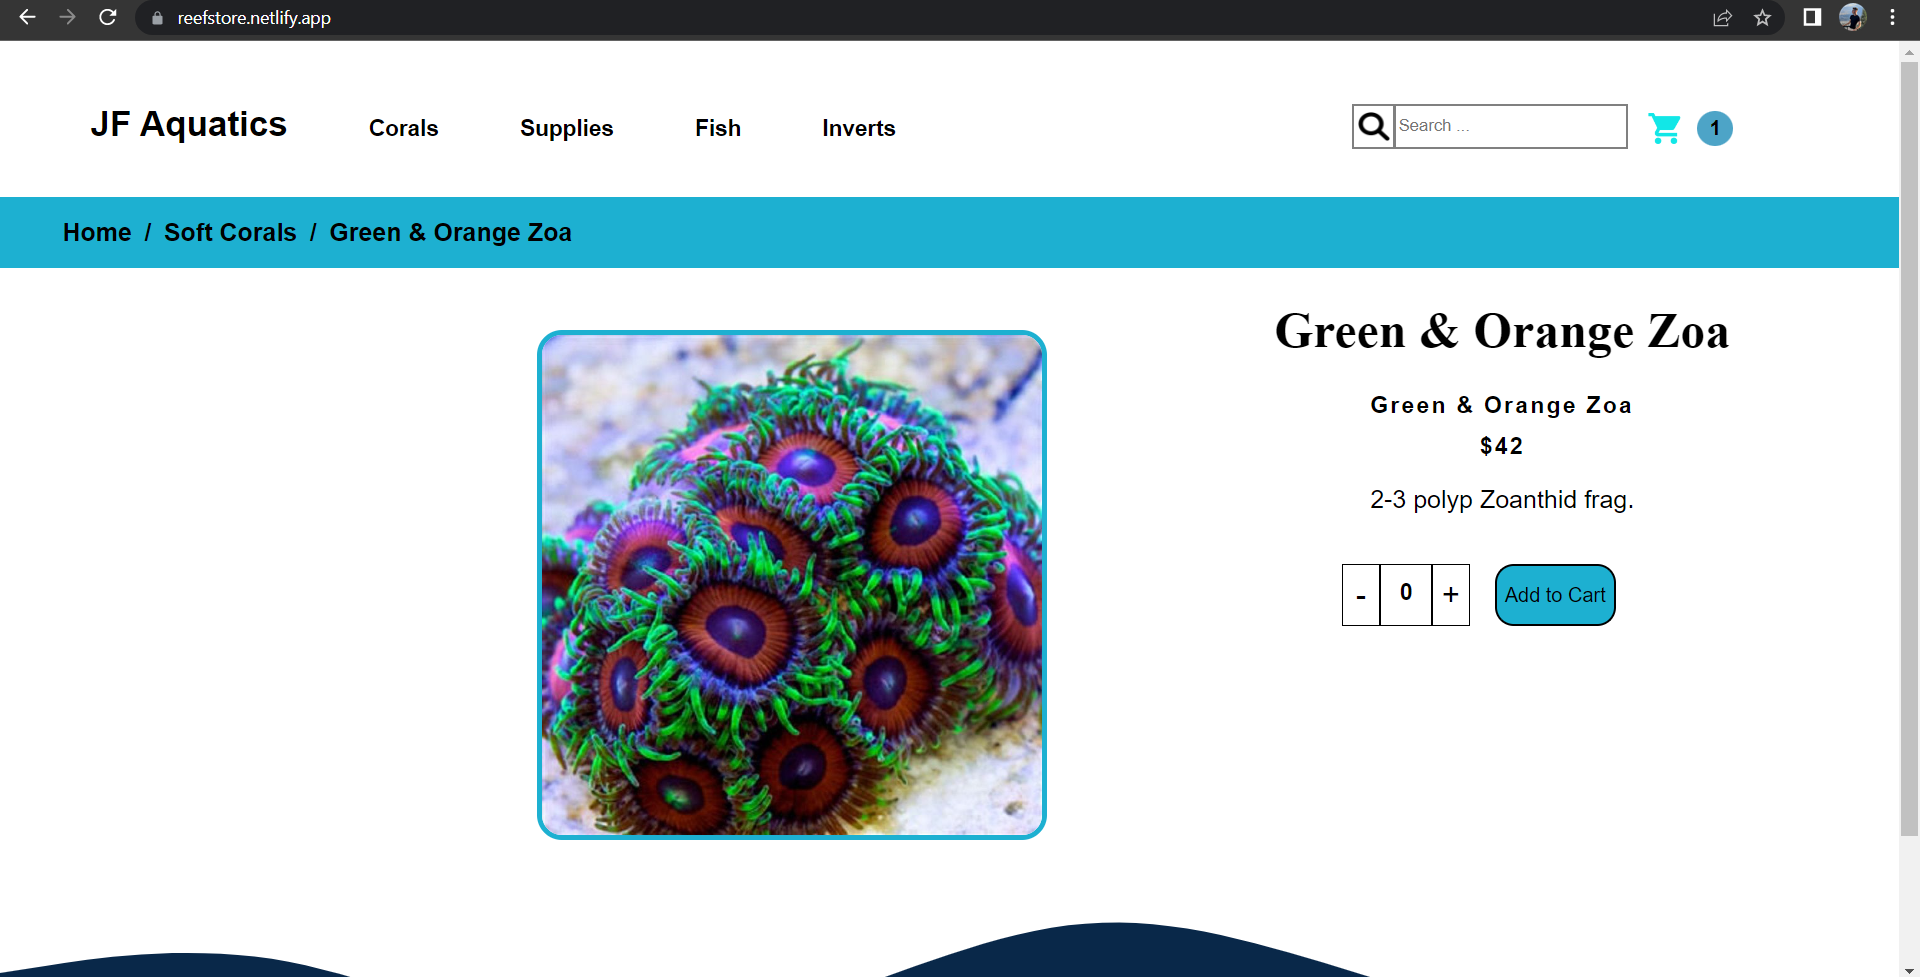 reefstore.netlify.app
JF Aquatics Corals Supplies Fish Inverts Search ... 1
Home / Soft Corals / Green & Orange Zoa
Green & Orange Zoa
Green & Orange Zoa
$42
2-3 polyp Zoanthid frag.
- 0 + Add to Cart